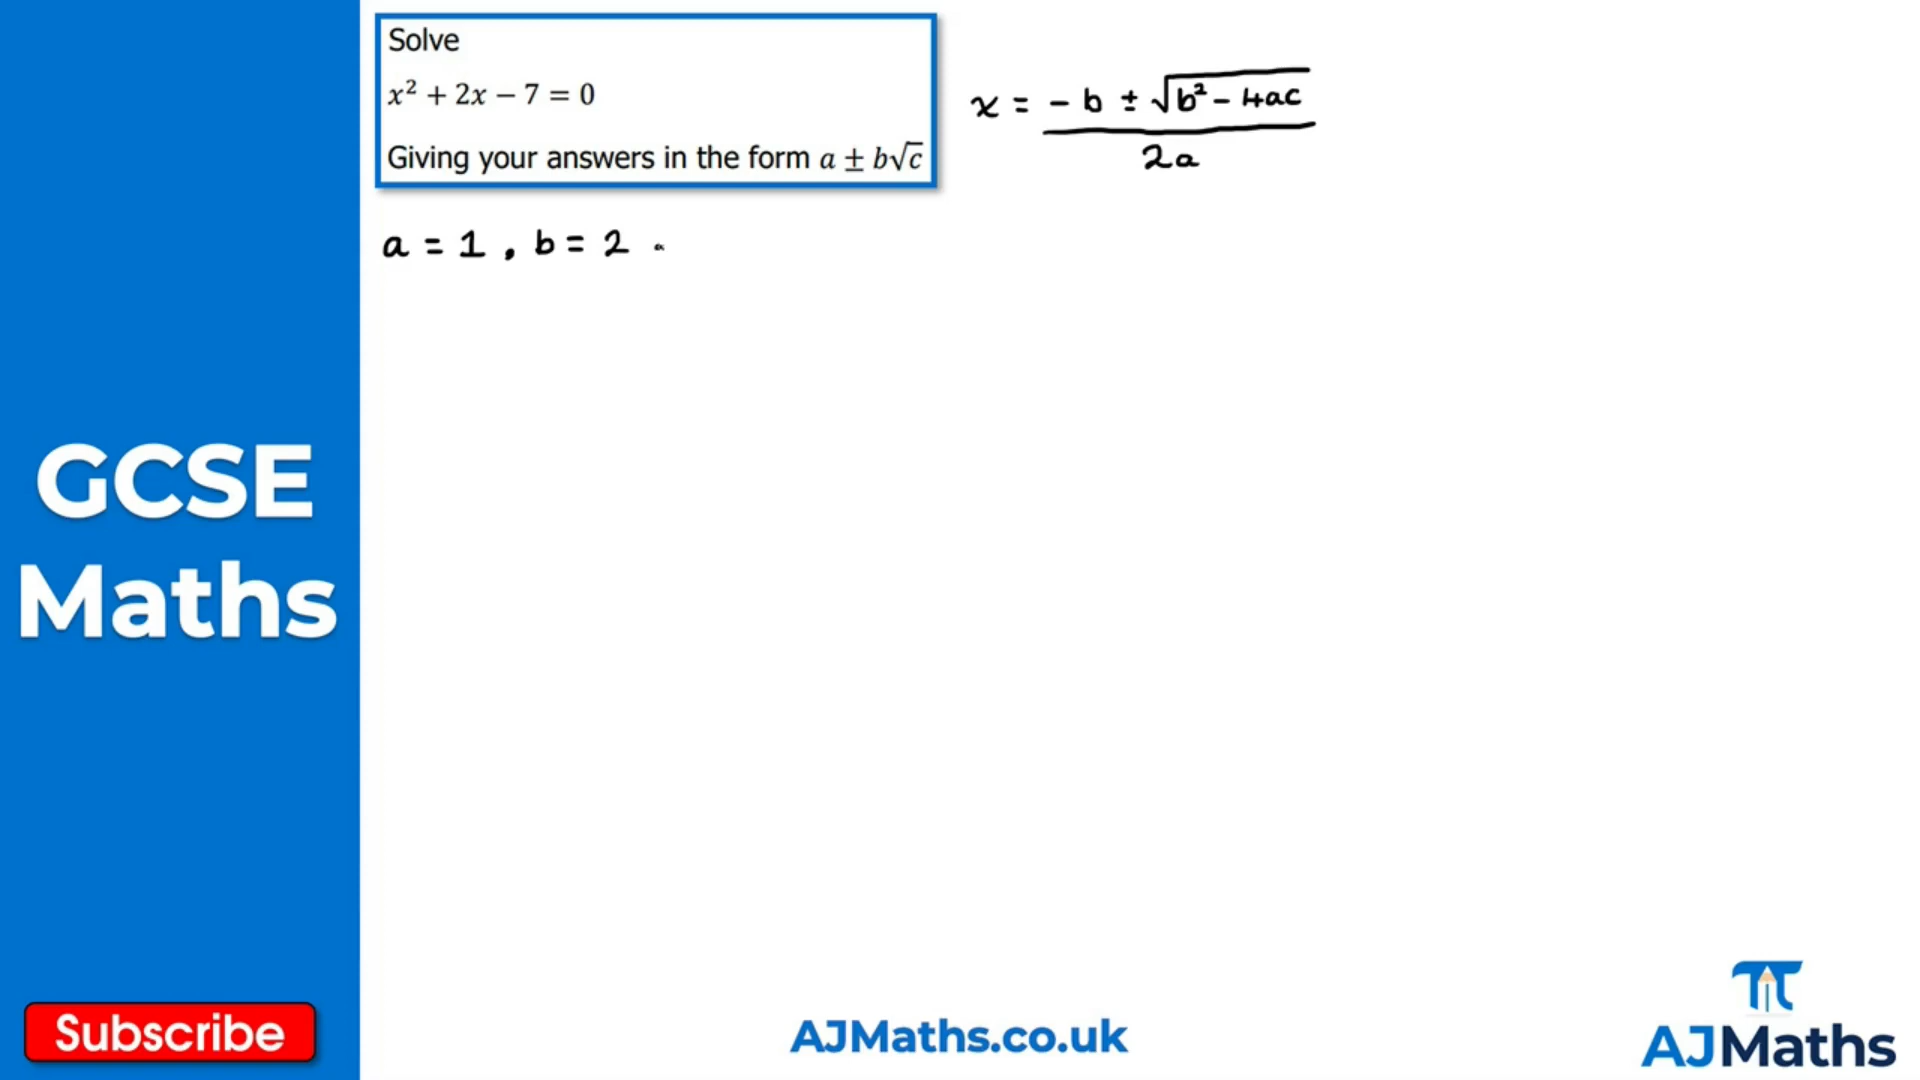 Solve
x² + 2x − 7 = 0
Giving your answers in the form a ± b√c
x = -b ± √b² - 4ac
2a
a = 1 , b = 2
GCSE
Maths
Subscribe
AJMaths.co.uk
AJMaths